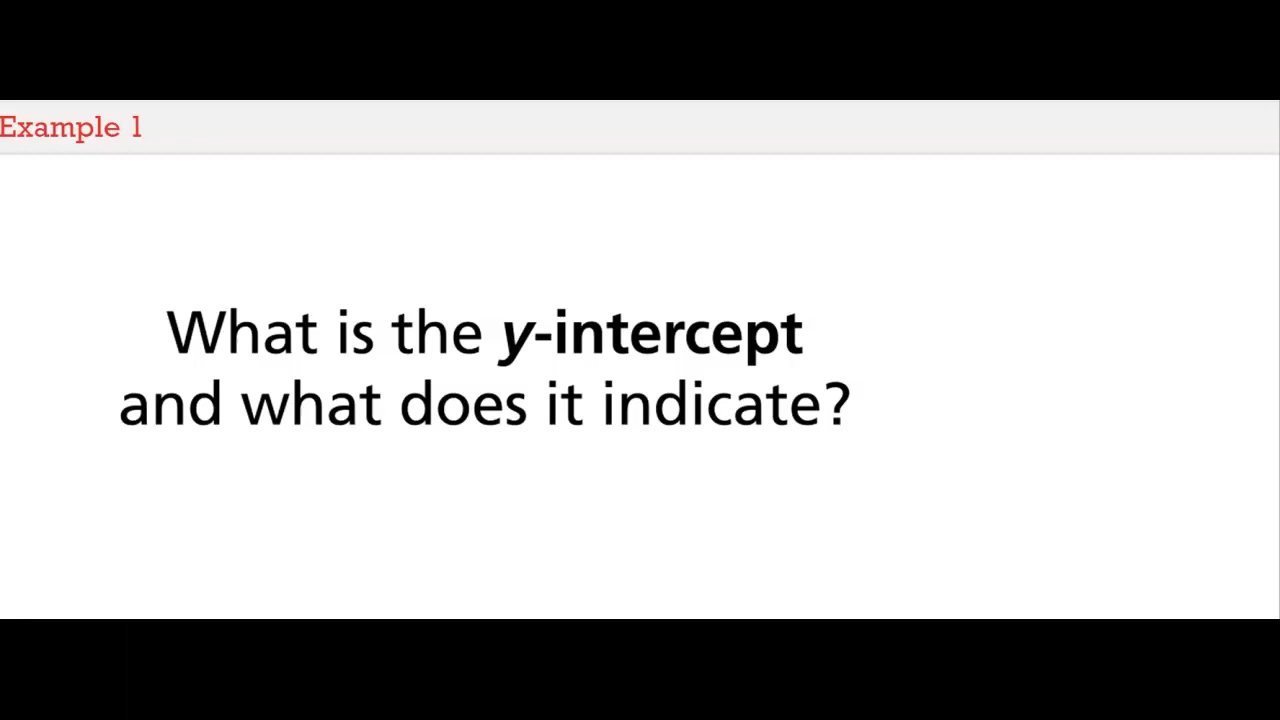 Example 1
What is the y-intercept
and what does it indicate?